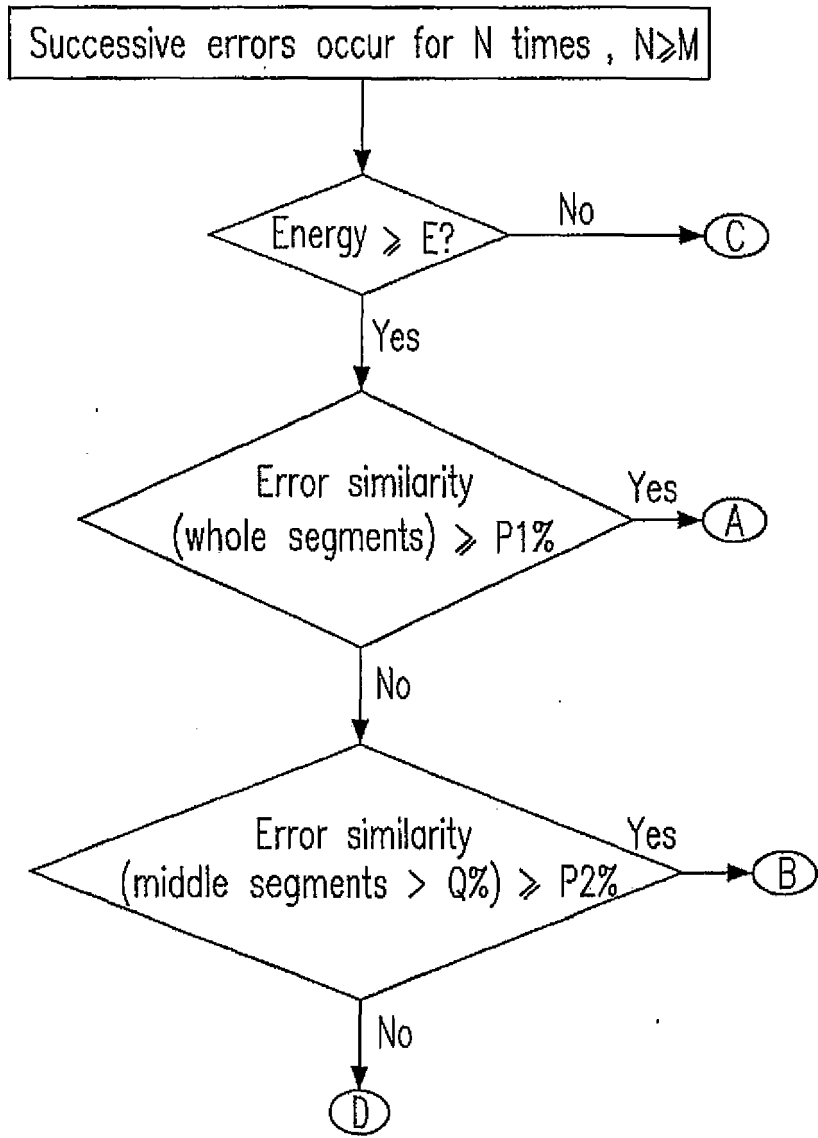 Successive errors occur for N times , N⩾M
Energy ⩾ E?
No
C
Yes
Error similarity
(whole segments) ⩾ P1%
Yes
A
No
Error similarity
(middle segments > Q%) ⩾ P2%
Yes
B
No
D